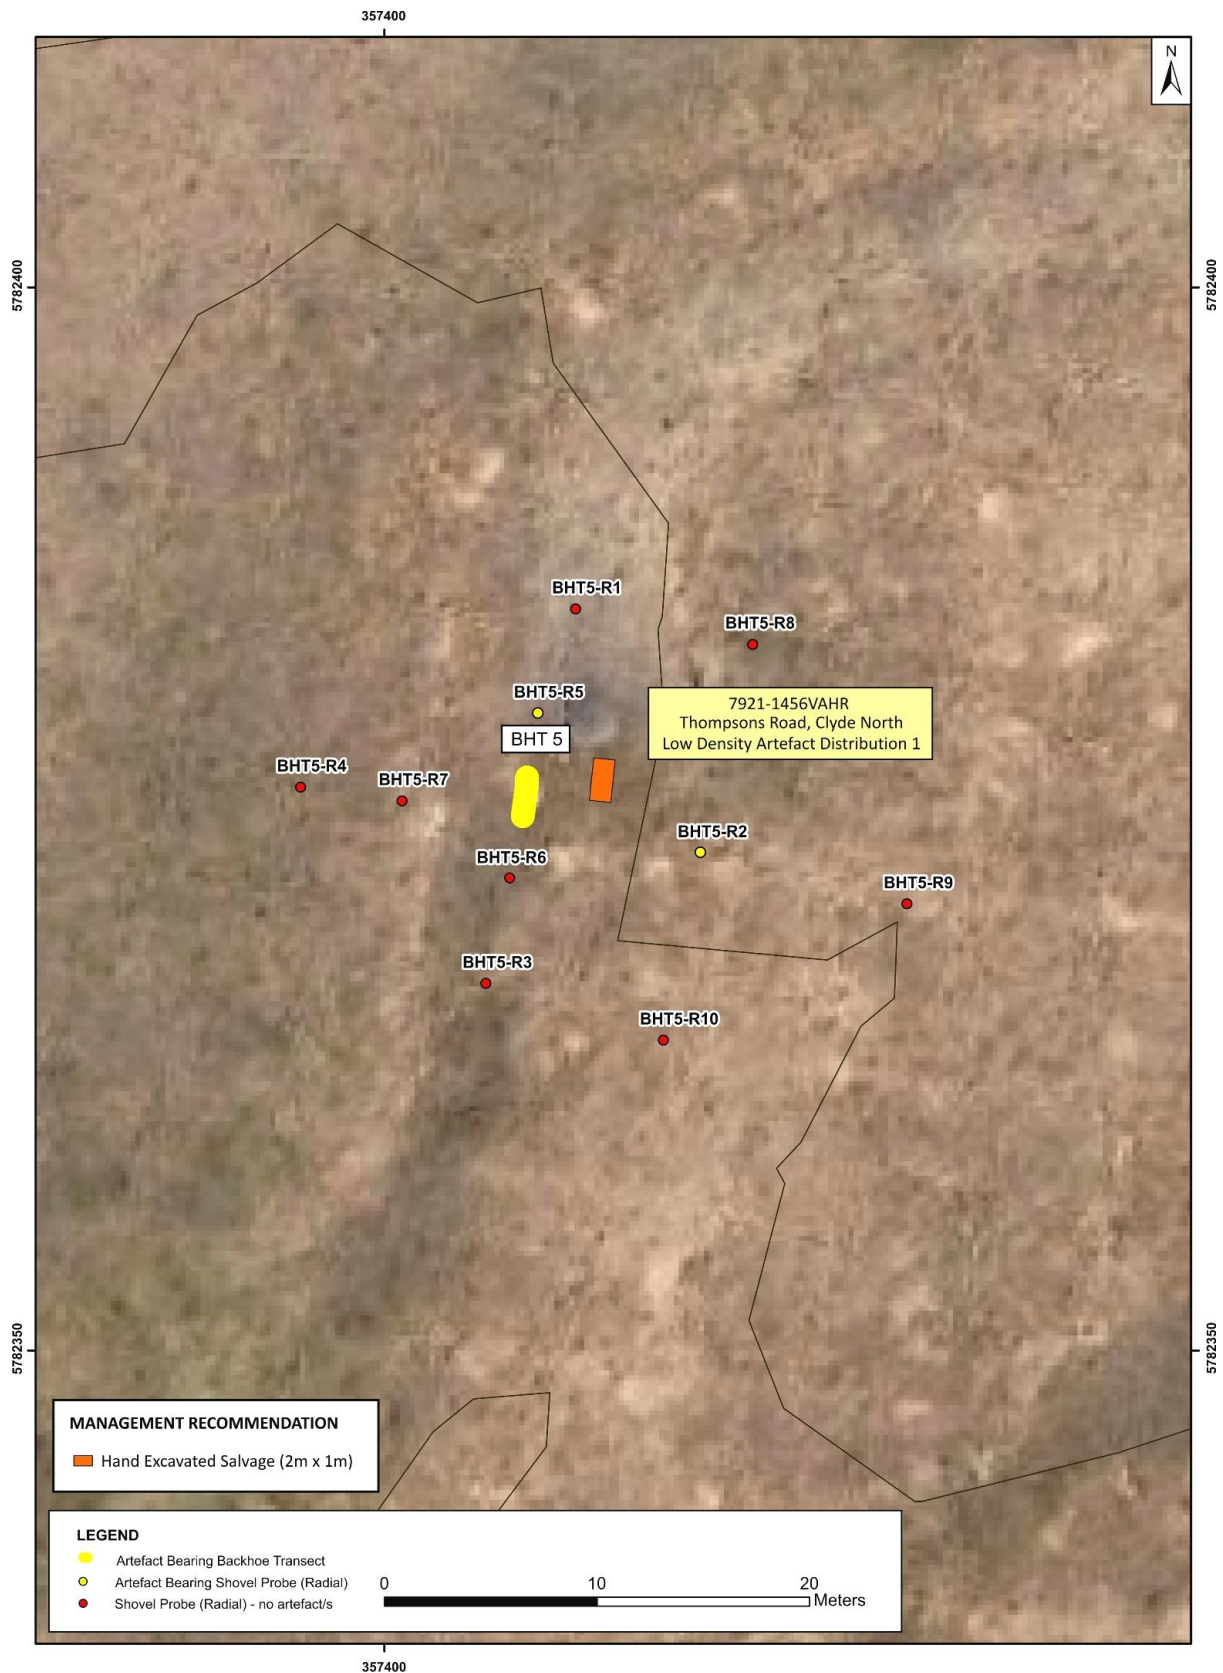 357400
N
5782400
5782400
BHT5-R1
BHT5-R8
BHT5-R5
7921-1456VAHR
Thompsons Road, Clyde North
Low Density Artefact Distribution 1
BHT 5
BHT5-R4
BHT5-R7
BHT5-R2
BHT5-R6
BHT5-R9
BHT5-R3
BHT5-R10
5782350
5782350
MANAGEMENT RECOMMENDATION
Hand Excavated Salvage (2m x 1m)
LEGEND
Artefact Bearing Backhoe Transect
Artefact Bearing Shovel Probe (Radial)
Shovel Probe (Radial) - no artefact/s
0 10 20
Meters
357400